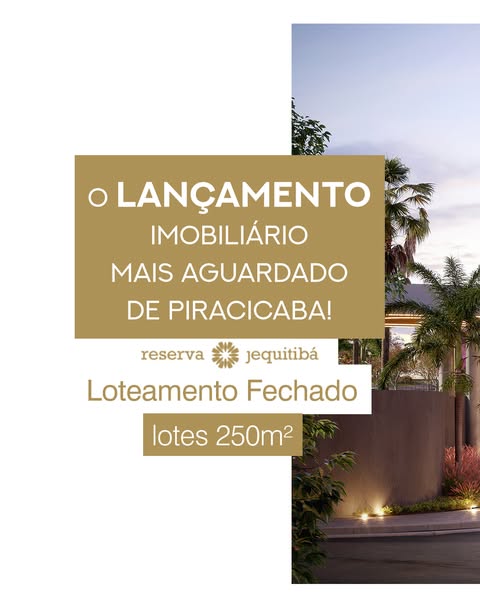 O LANÇAMENTO
IMOBILIÁRIO
MAIS AGUARDADO
DE PIRACICABA!
reserva jequitibá
Loteamento Fechado
lotes 250m²